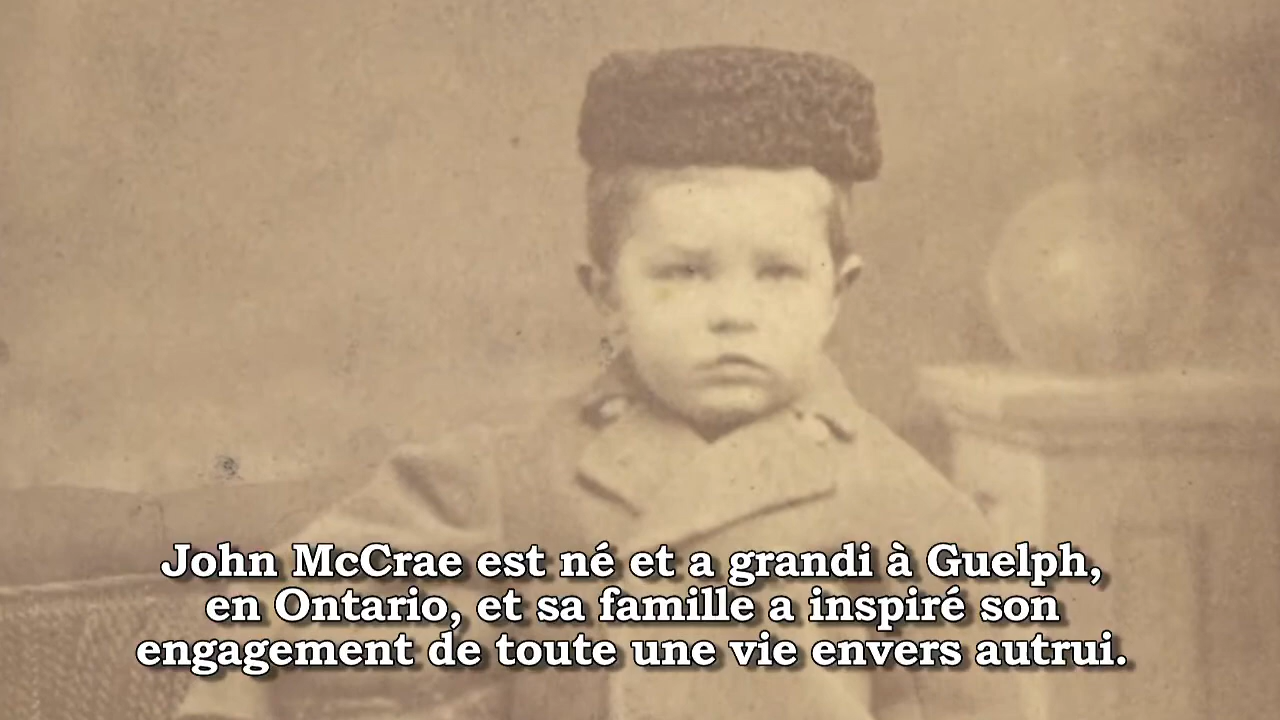 John McCrae est né et a grandi à Guelph,
en Ontario, et sa famille a inspiré son
engagement de toute une vie envers autrui.